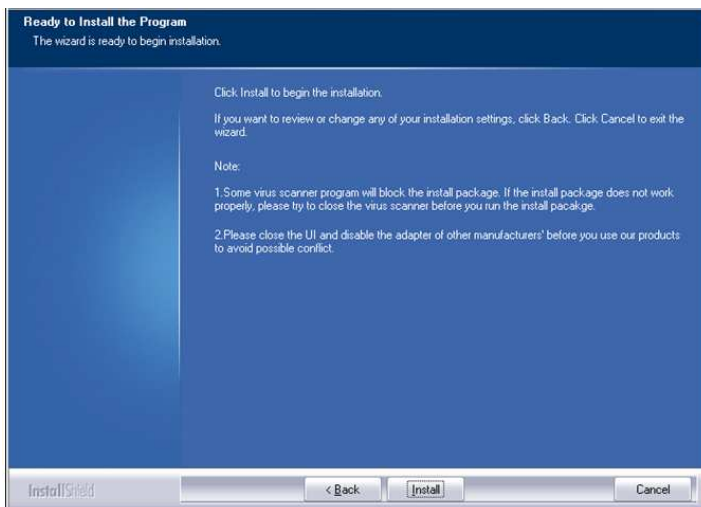 Ready to Install the Program
The wizard is ready to begin installation.
Click Install to begin the installation.
If you want to review or change any of your installation settings, click Back. Click Cancel to exit the
wizard.
Note:
1.Some virus scanner program will block the install package. If the install package does not work
properly, please try to close the virus scanner before you run the install pacakge.
2.Please close the UI and disable the adapter of other manufacturers' before you use our products
to avoid possible conflict.
InstallShield
< Back
Install
Cancel